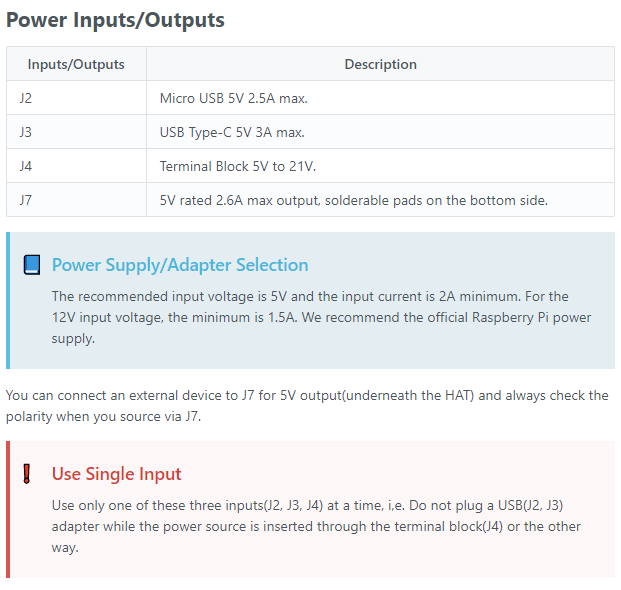 Power Inputs/Outputs
Inputs/Outputs Description
J2 Micro USB 5V 2.5A max.
J3 USB Type-C 5V 3A max.
J4 Terminal Block 5V to 21V.
J7 5V rated 2.6A max output, solderable pads on the bottom side.
Power Supply/Adapter Selection
The recommended input voltage is 5V and the input current is 2A minimum. For the
12V input voltage, the minimum is 1.5A. We recommend the official Raspberry Pi power
supply.
You can connect an external device to J7 for 5V output(underneath the HAT) and always check the
polarity when you source via J7.
Use Single Input
Use only one of these three inputs(J2, J3, J4) at a time, i,e. Do not plug a USB(J2, J3)
adapter while the power source is inserted through the terminal block(J4) or the other
way.